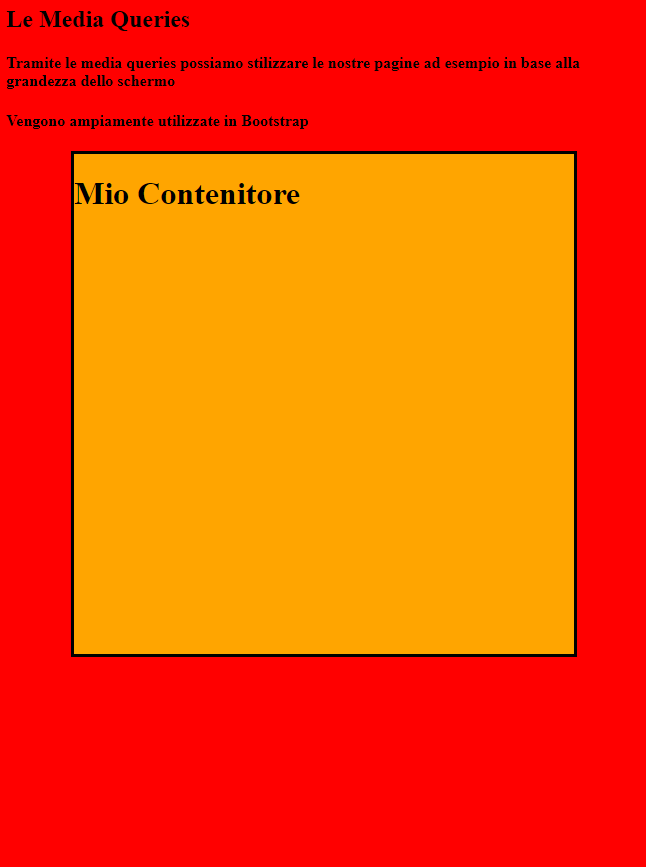 Le Media Queries
Tramite le media queries possiamo stilizzare le nostre pagine ad esempio in base alla
grandezza dello schermo
Vengono ampiamente utilizzate in Bootstrap
Mio Contenitore